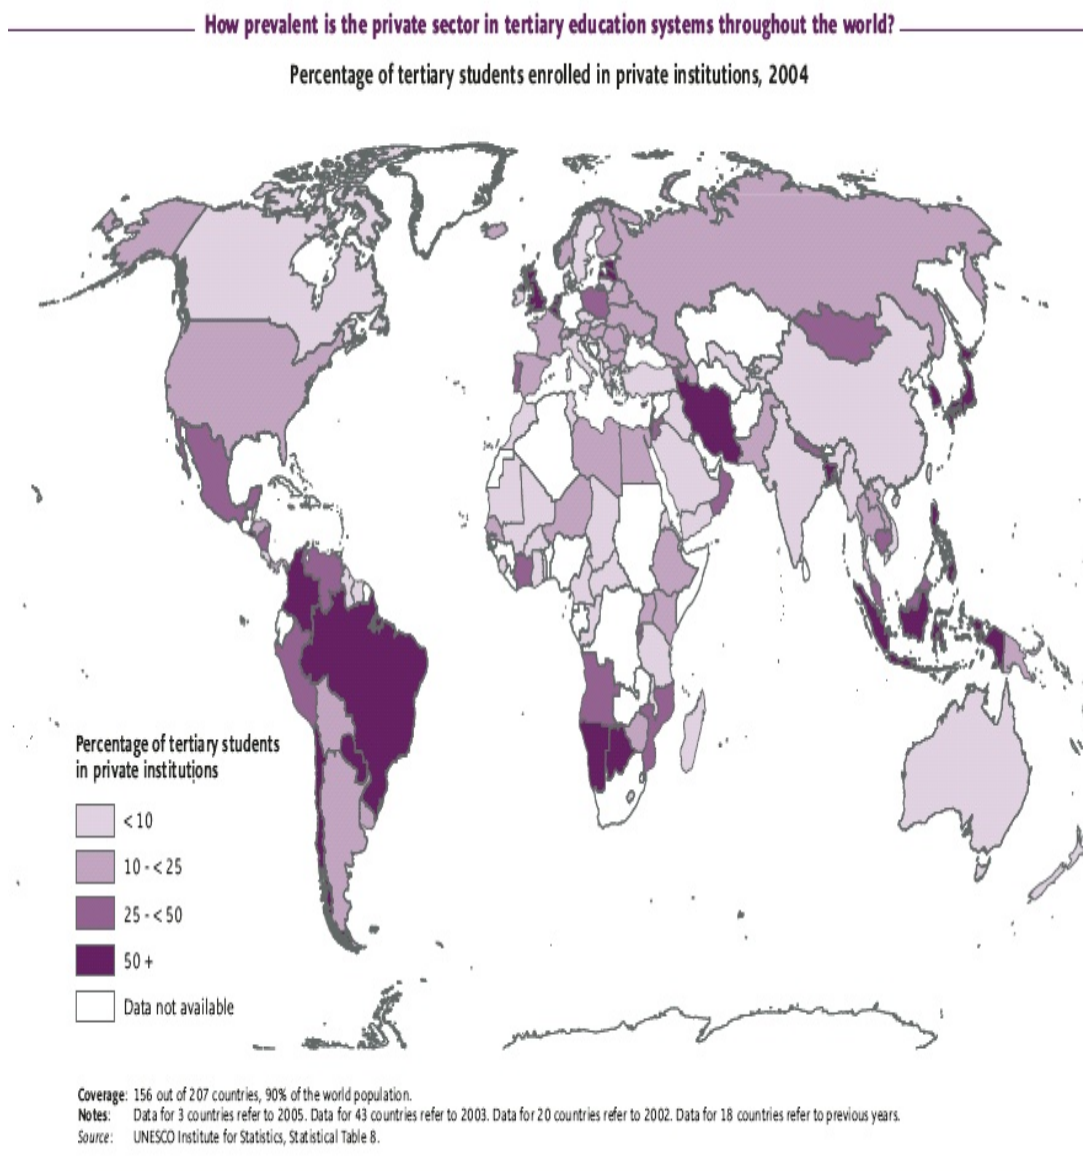 How prevalent is the private sector in tertiary education systems throughout the world?
Percentage of tertiary students enrolled in private institutions, 2004
Percentage of tertiary students
in private institutions
< 10
10 - < 25
25 - < 50
50 +
Data not available
Coverage: 156 out of 207 countries, 90% of the world population.
Notes: Data for 3 countries refer to 2005. Data for 43 countries refer to 2003. Data for 20 countries refer to 2002. Data for 18 countries refer to previous years.
Source: UNESCO Institute for Statistics, Statistical Table 8.